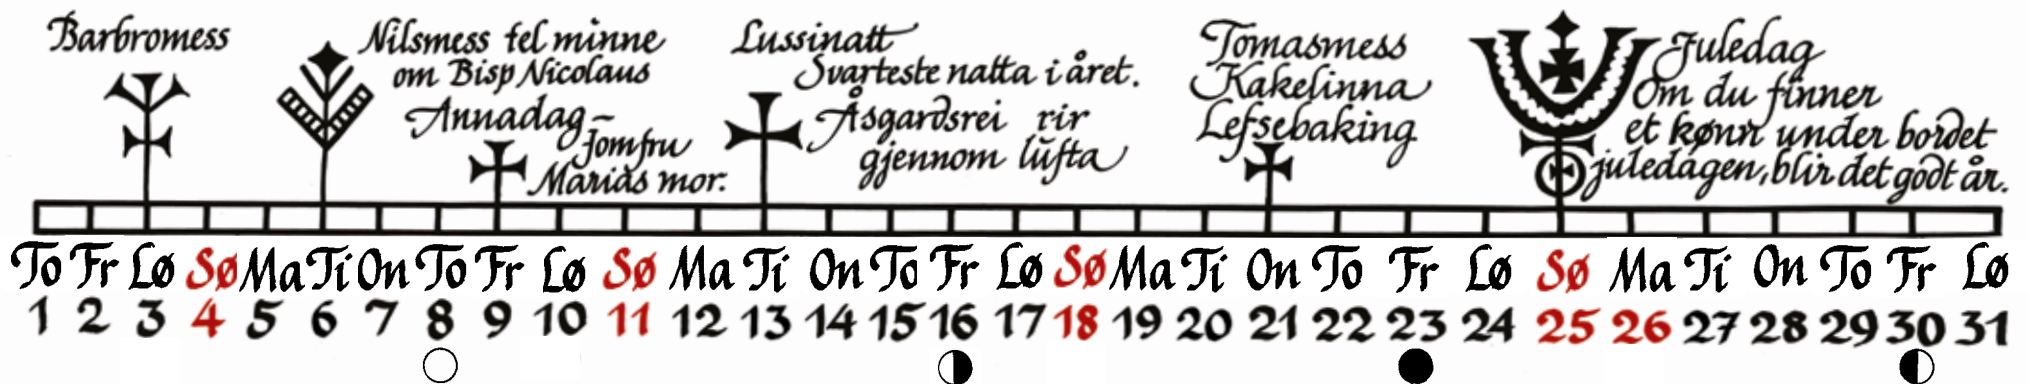 Barbromess
Nilsmess tel minne
om Bisp Nicolaus
Annadag –
Jomfru
Marias mor.
Lussinatt
Svarteste natta i året.
Åsgardsrei rir
gjennom lufta
Tomasmess
Kakelinna
Lefsebaking
Juledag
Om du finner
et kønn under bordet
juledagen, blir det godt år.
To Fr Lø Sø Ma Ti On To Fr Lø Sø Ma Ti On To Fr Lø Sø Ma Ti On To Fr Lø Sø Ma Ti On To Fr Lø
1 2 3 4 5 6 7 8 9 10 11 12 13 14 15 16 17 18 19 20 21 22 23 24 25 26 27 28 29 30 31